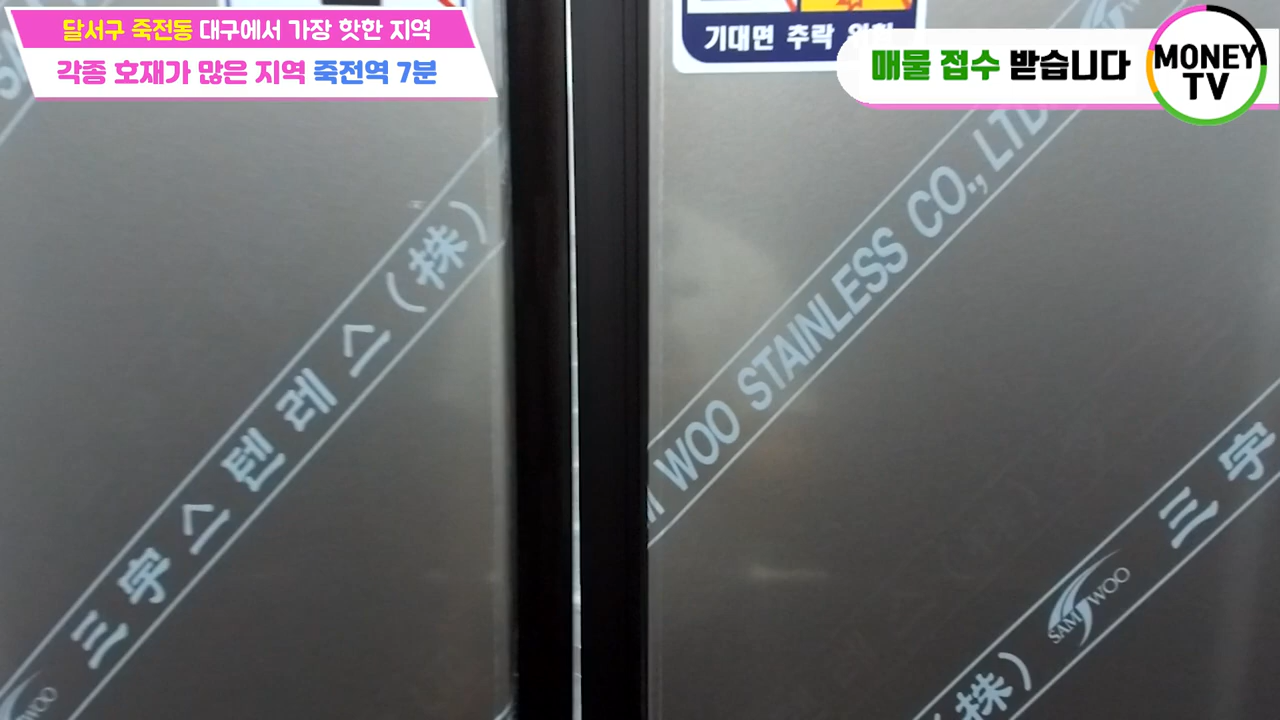 달서구 죽전동 대구에서 가장 핫한 지역
각종 호재가 많은 지역 죽전역 7분
기대면 추락 위험
매물 접수 받습니다
MONEY
TV
三宇스텐레스(株)
WOO STAINLESS CO., LTD
三宇
(株)
SAMWOO
WOO